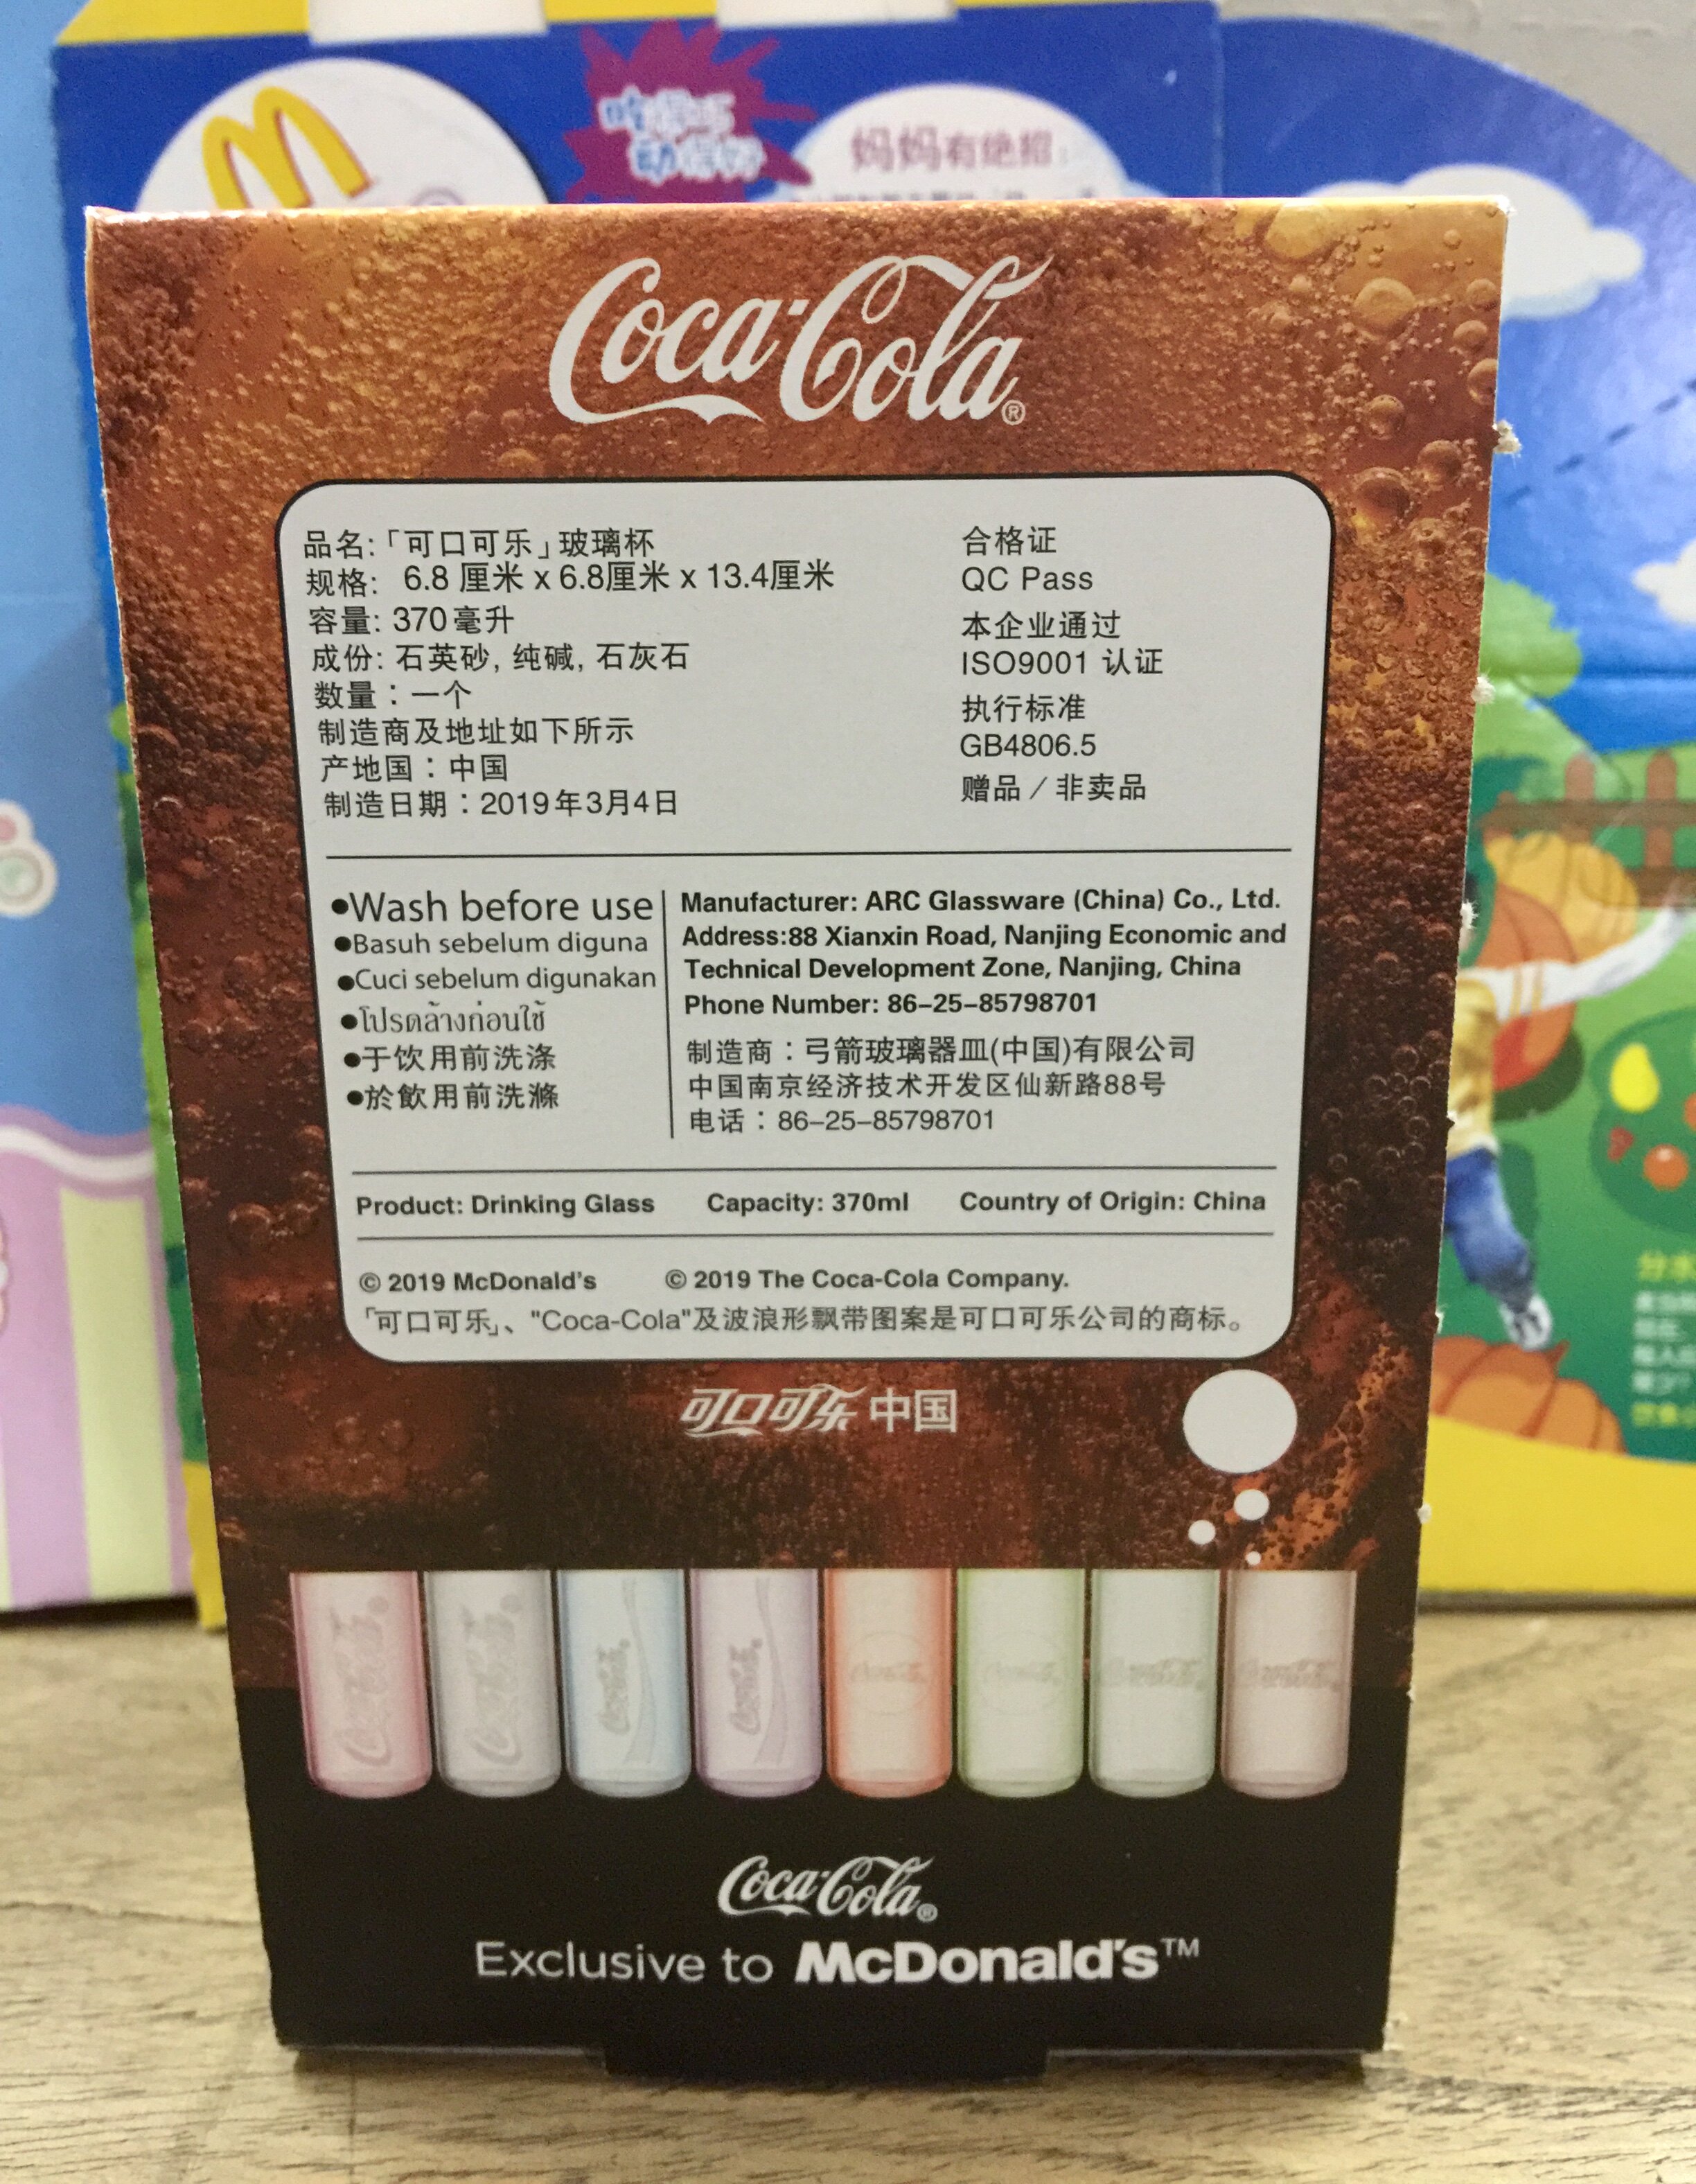 妈妈有绝招
Coca-Cola®
品名:「可口可乐」玻璃杯
规格: 6.8 厘米 x 6.8厘米 x 13.4厘米
容量: 370毫升
成份: 石英砂, 纯碱, 石灰石
数量：一个
制造商及地址如下所示
产地国：中国
制造日期：2019年3月4日
合格证
QC Pass
本企业通过
ISO9001 认证
执行标准
GB4806.5
赠品 / 非卖品
●Wash before use
●Basuh sebelum diguna
●Cuci sebelum digunakan
●โปรดล้างก่อนใช้
●于饮用前洗涤
●於飲用前洗滌
Manufacturer: ARC Glassware (China) Co., Ltd.
Address:88 Xianxin Road, Nanjing Economic and
Technical Development Zone, Nanjing, China
Phone Number: 86-25-85798701
制造商：弓箭玻璃器皿(中国)有限公司
中国南京经济技术开发区仙新路88号
电话：86-25-85798701
Product: Drinking Glass Capacity: 370ml Country of Origin: China
© 2019 McDonald's © 2019 The Coca-Cola Company.
「可口可乐」、"Coca-Cola"及波浪形飘带图案是可口可乐公司的商标。
可口可乐 中国
Coca-Cola®
Exclusive to McDonald's™